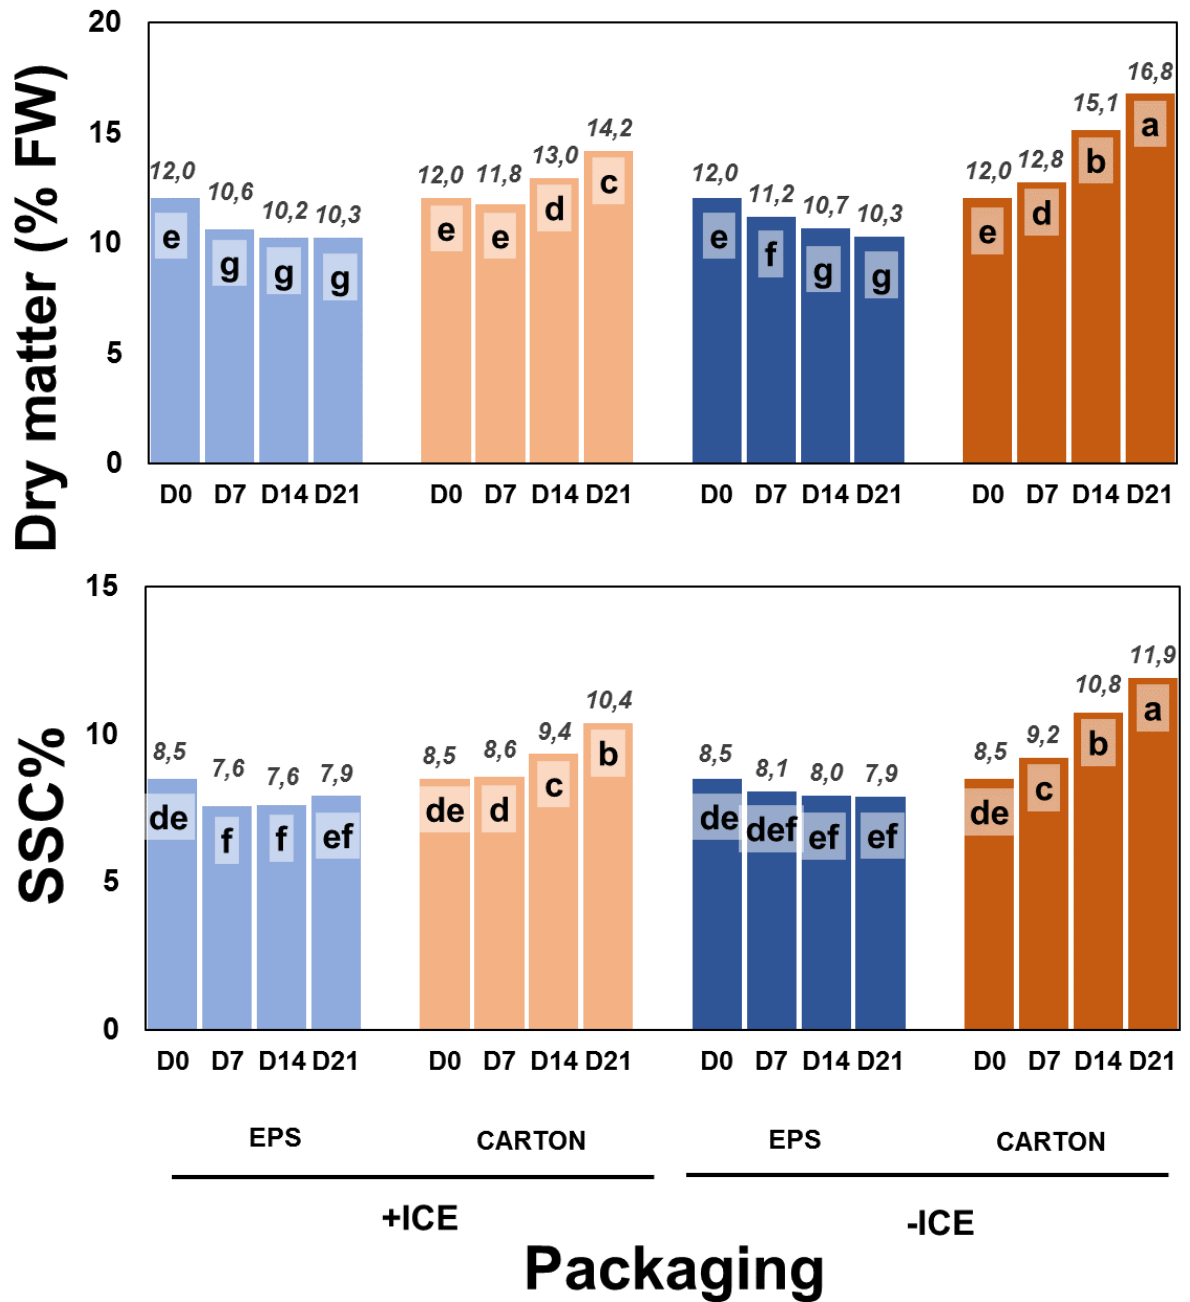 Dry matter (% FW)
20
15
10
5
0
12,0 10,6 10,2 10,3 12,0 11,8 13,0 14,2 12,0 11,2 10,7 10,3 12,0 12,8 15,1 16,8
e g g g e e d c e f g g e d b a
D0 D7 D14 D21 D0 D7 D14 D21 D0 D7 D14 D21 D0 D7 D14 D21
SSC%
15
10
5
0
8,5 7,6 7,6 7,9 8,5 8,6 9,4 10,4 8,5 8,1 8,0 7,9 8,5 9,2 10,8 11,9
de f f ef de d c b de def ef ef de c b a
D0 D7 D14 D21 D0 D7 D14 D21 D0 D7 D14 D21 D0 D7 D14 D21
EPS CARTON EPS CARTON
+ICE -ICE
Packaging